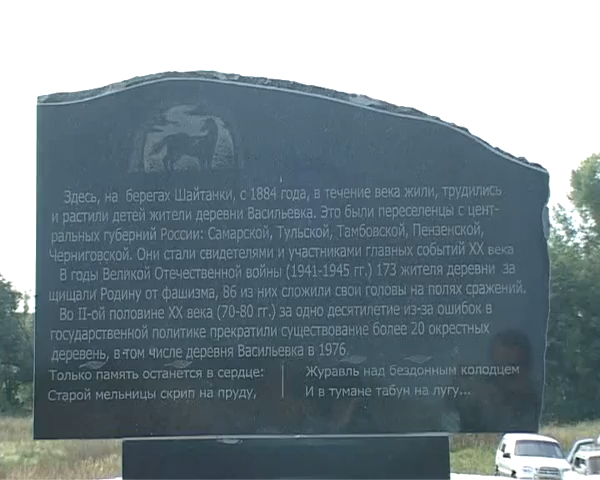 Здесь, на берегах Шайтанки, с 1884 года, в течение века жили, трудились
и растили детей жители деревни Васильевка. Это были переселенцы с цент-
ральных губерний России: Самарской, Тульской, Тамбовской, Пензенской,
Черниговской. Они стали свидетелями и участниками главных событий XX века
В годы Великой Отечественной войны (1941-1945 гг.) 173 жителя деревни за
щищали Родину от фашизма, 86 из них сложили свои головы на полях сражений.
Во II-ой половине XX века (70-80 гг.) за одно десятилетие из-за ошибок в
государственной политике прекратили существование более 20 окрестных
деревень, в том числе деревня Васильевка в 1976.
Только память останется в сердце:
Старой мельницы скрип на пруду,
Журавль над бездонным колодцем
И в тумане табун на лугу...